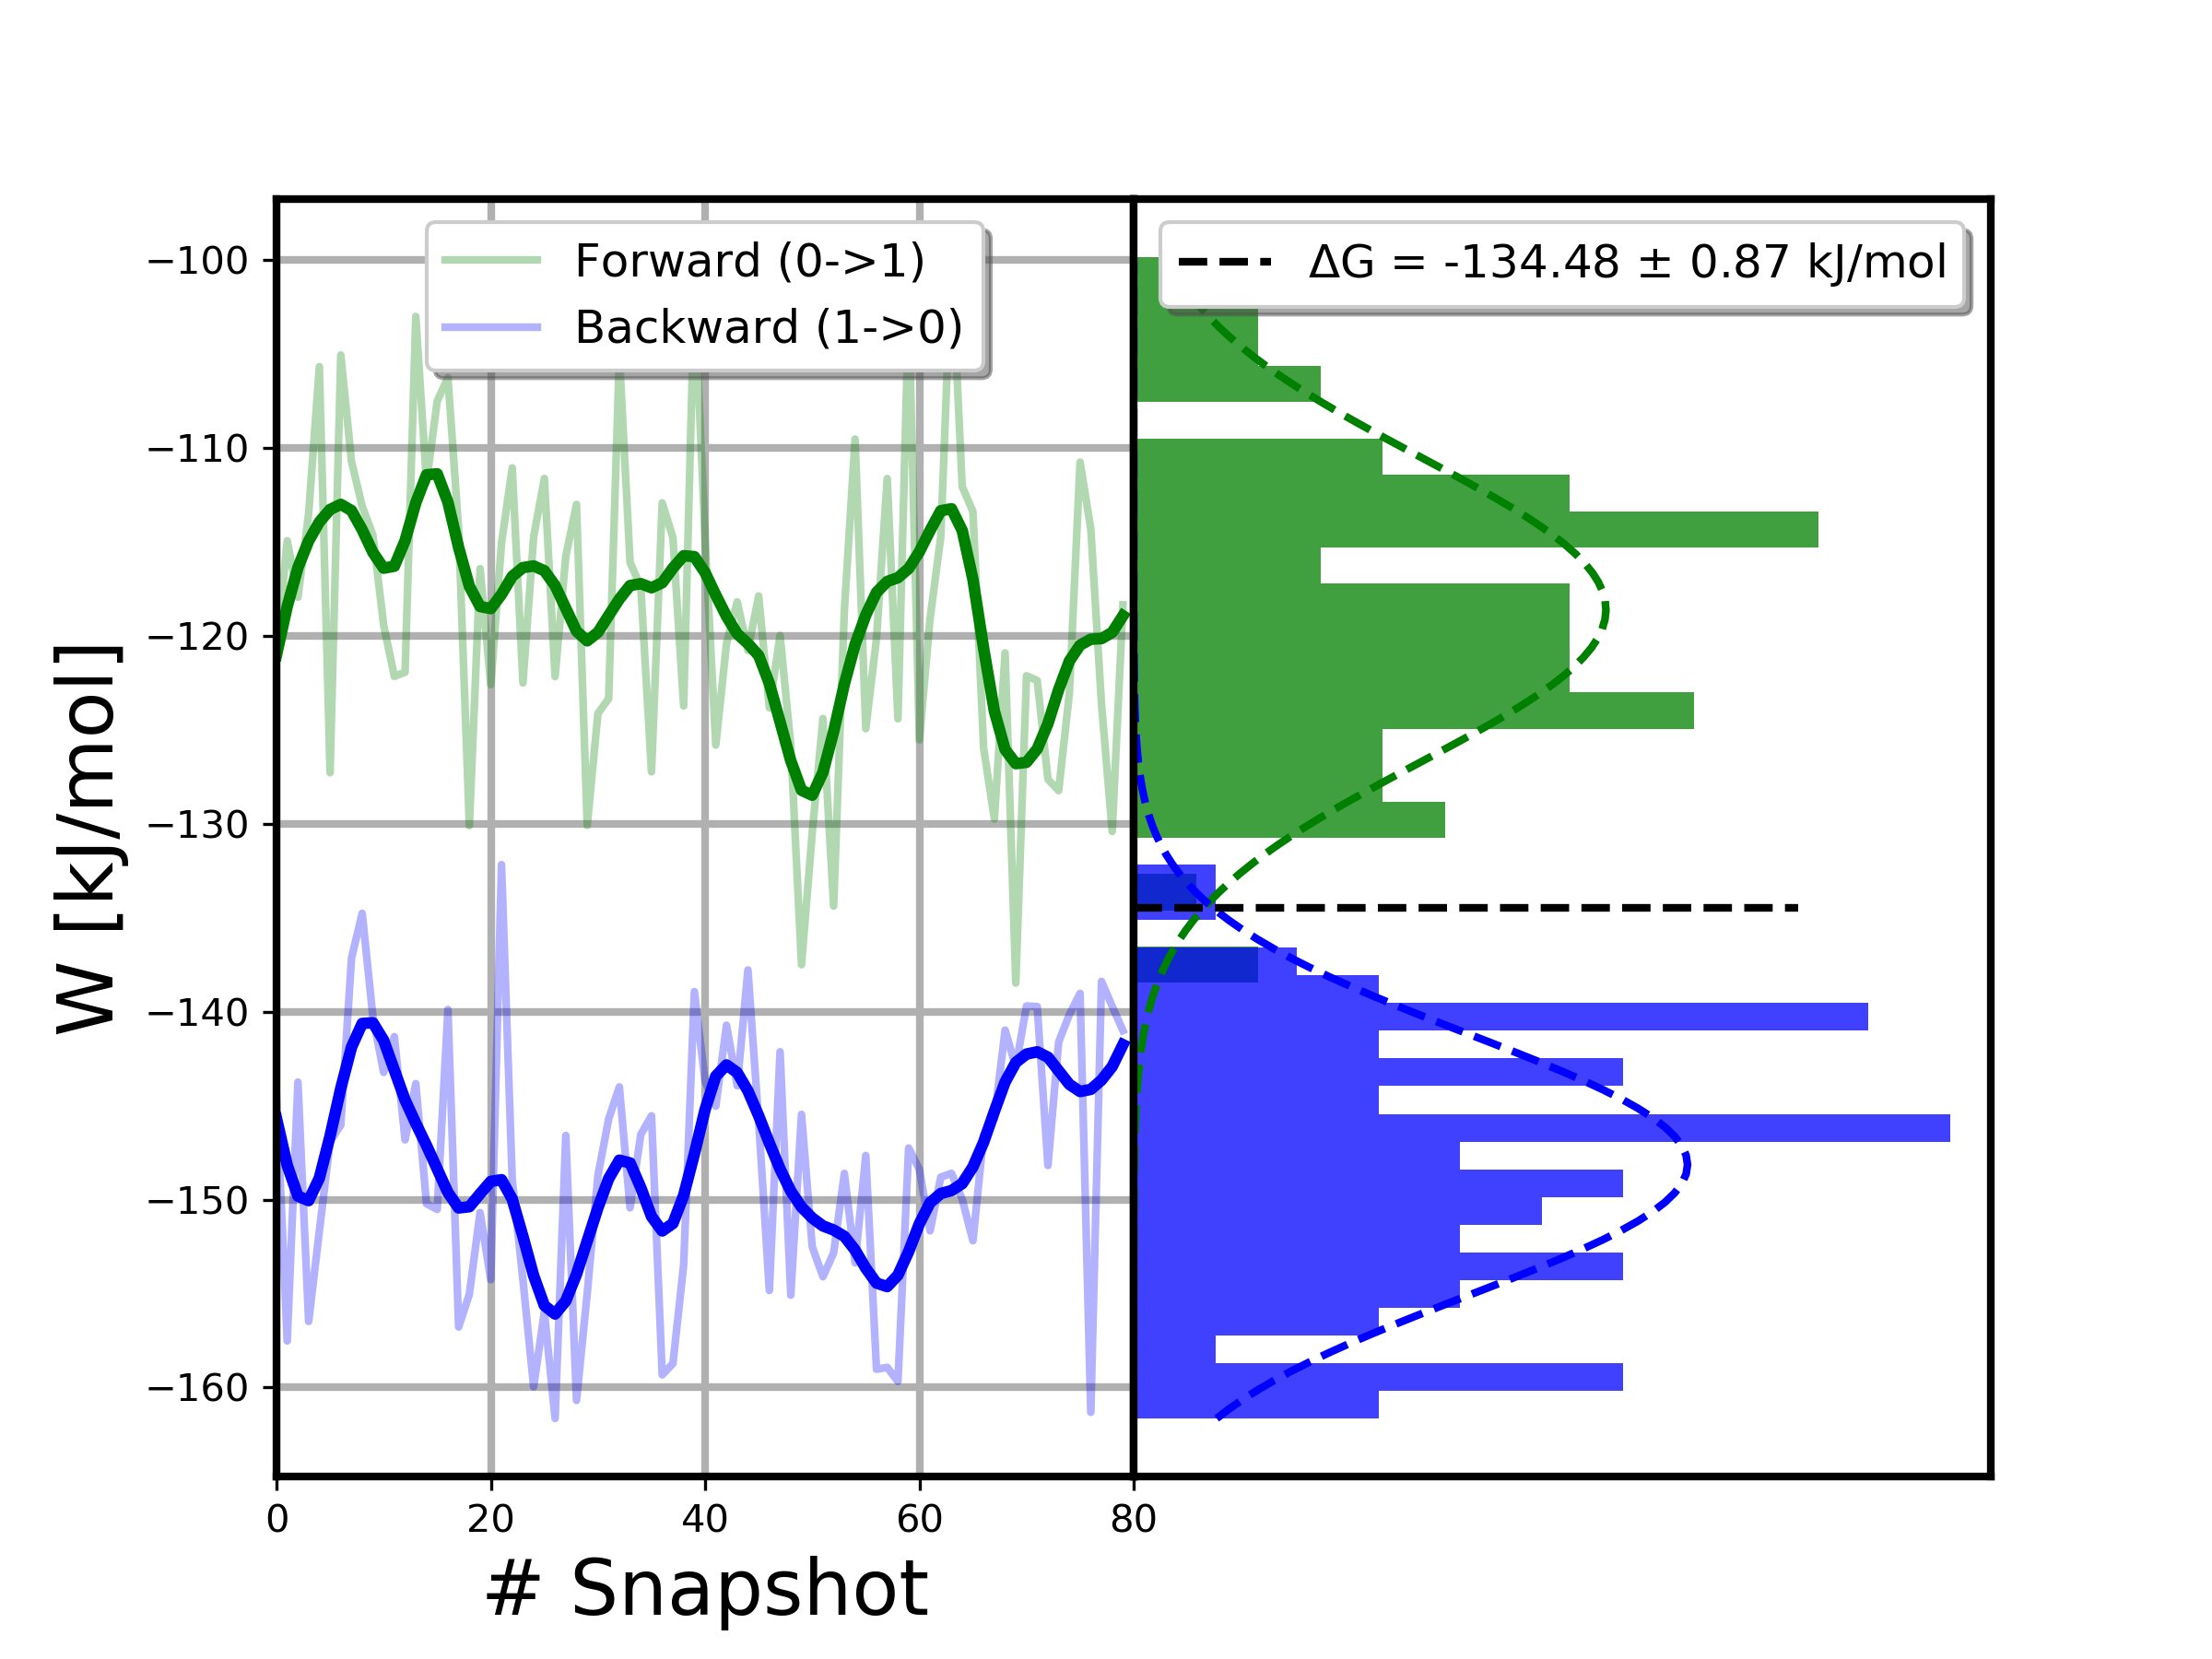 Forward (0->1)
Backward (1->0)
ΔG = -134.48 ± 0.87 kJ/mol
W [kJ/mol]
−100
−110
−120
−130
−140
−150
−160
0 20 40 60 80
# Snapshot